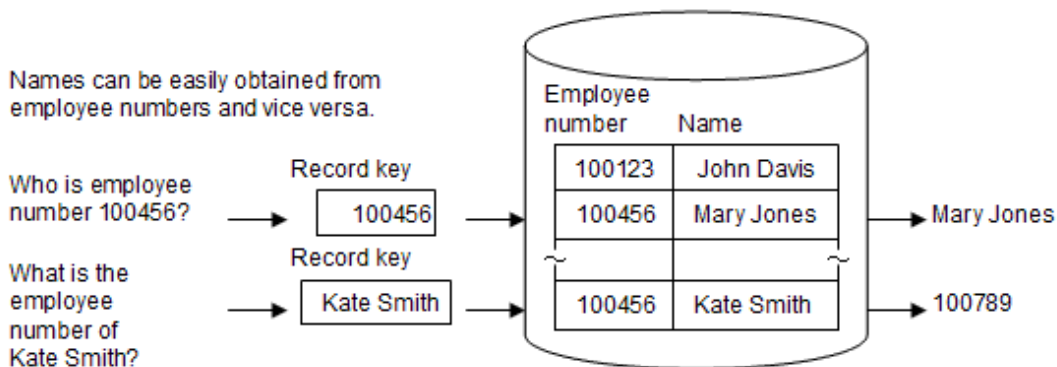 Names can be easily obtained from
employee numbers and vice versa.
Employee
number Name
100123 John Davis
Who is employee
number 100456?
Record key
100456
100456 Mary Jones
Mary Jones
What is the
employee
number of
Kate Smith?
Record key
Kate Smith
100456 Kate Smith
100789